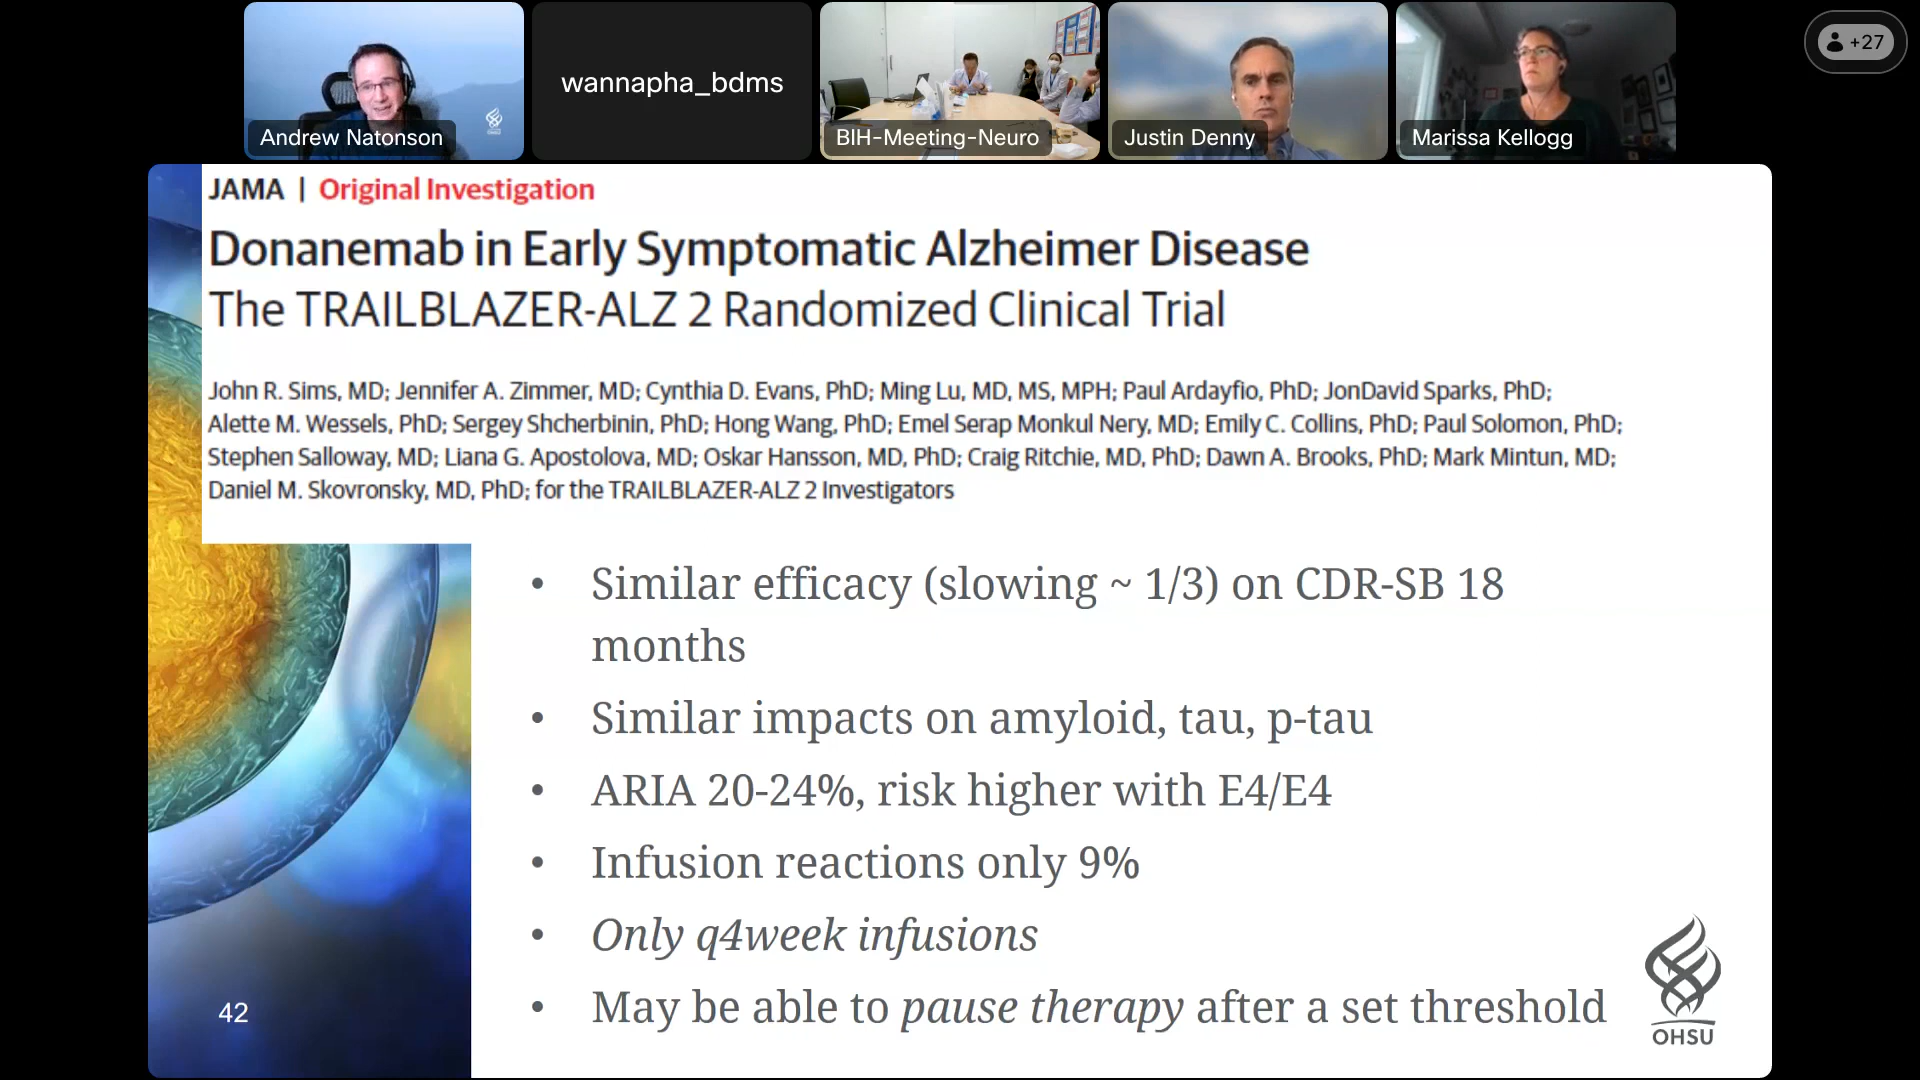 +27
wannapha_bdms
Andrew Natonson
BIH-Meeting-Neuro
Justin Denny
Marissa Kellogg
JAMA | Original Investigation
Donanemab in Early Symptomatic Alzheimer Disease
The TRAILBLAZER-ALZ 2 Randomized Clinical Trial
John R. Sims, MD; Jennifer A. Zimmer, MD; Cynthia D. Evans, PhD; Ming Lu, MD, MS, MPH; Paul Ardayfio, PhD; JonDavid Sparks, PhD;
Alette M. Wessels, PhD; Sergey Shcherbinin, PhD; Hong Wang, PhD; Emel Serap Monkul Nery, MD; Emily C. Collins, PhD; Paul Solomon, PhD;
Stephen Salloway, MD; Liana G. Apostolova, MD; Oskar Hansson, MD, PhD; Craig Ritchie, MD, PhD; Dawn A. Brooks, PhD; Mark Mintun, MD;
Daniel M. Skovronsky, MD, PhD; for the TRAILBLAZER-ALZ 2 Investigators
• Similar efficacy (slowing ~ 1/3) on CDR-SB 18
months
• Similar impacts on amyloid, tau, p-tau
• ARIA 20-24%, risk higher with E4/E4
• Infusion reactions only 9%
• Only q4week infusions
• May be able to pause therapy after a set threshold
42
OHSU